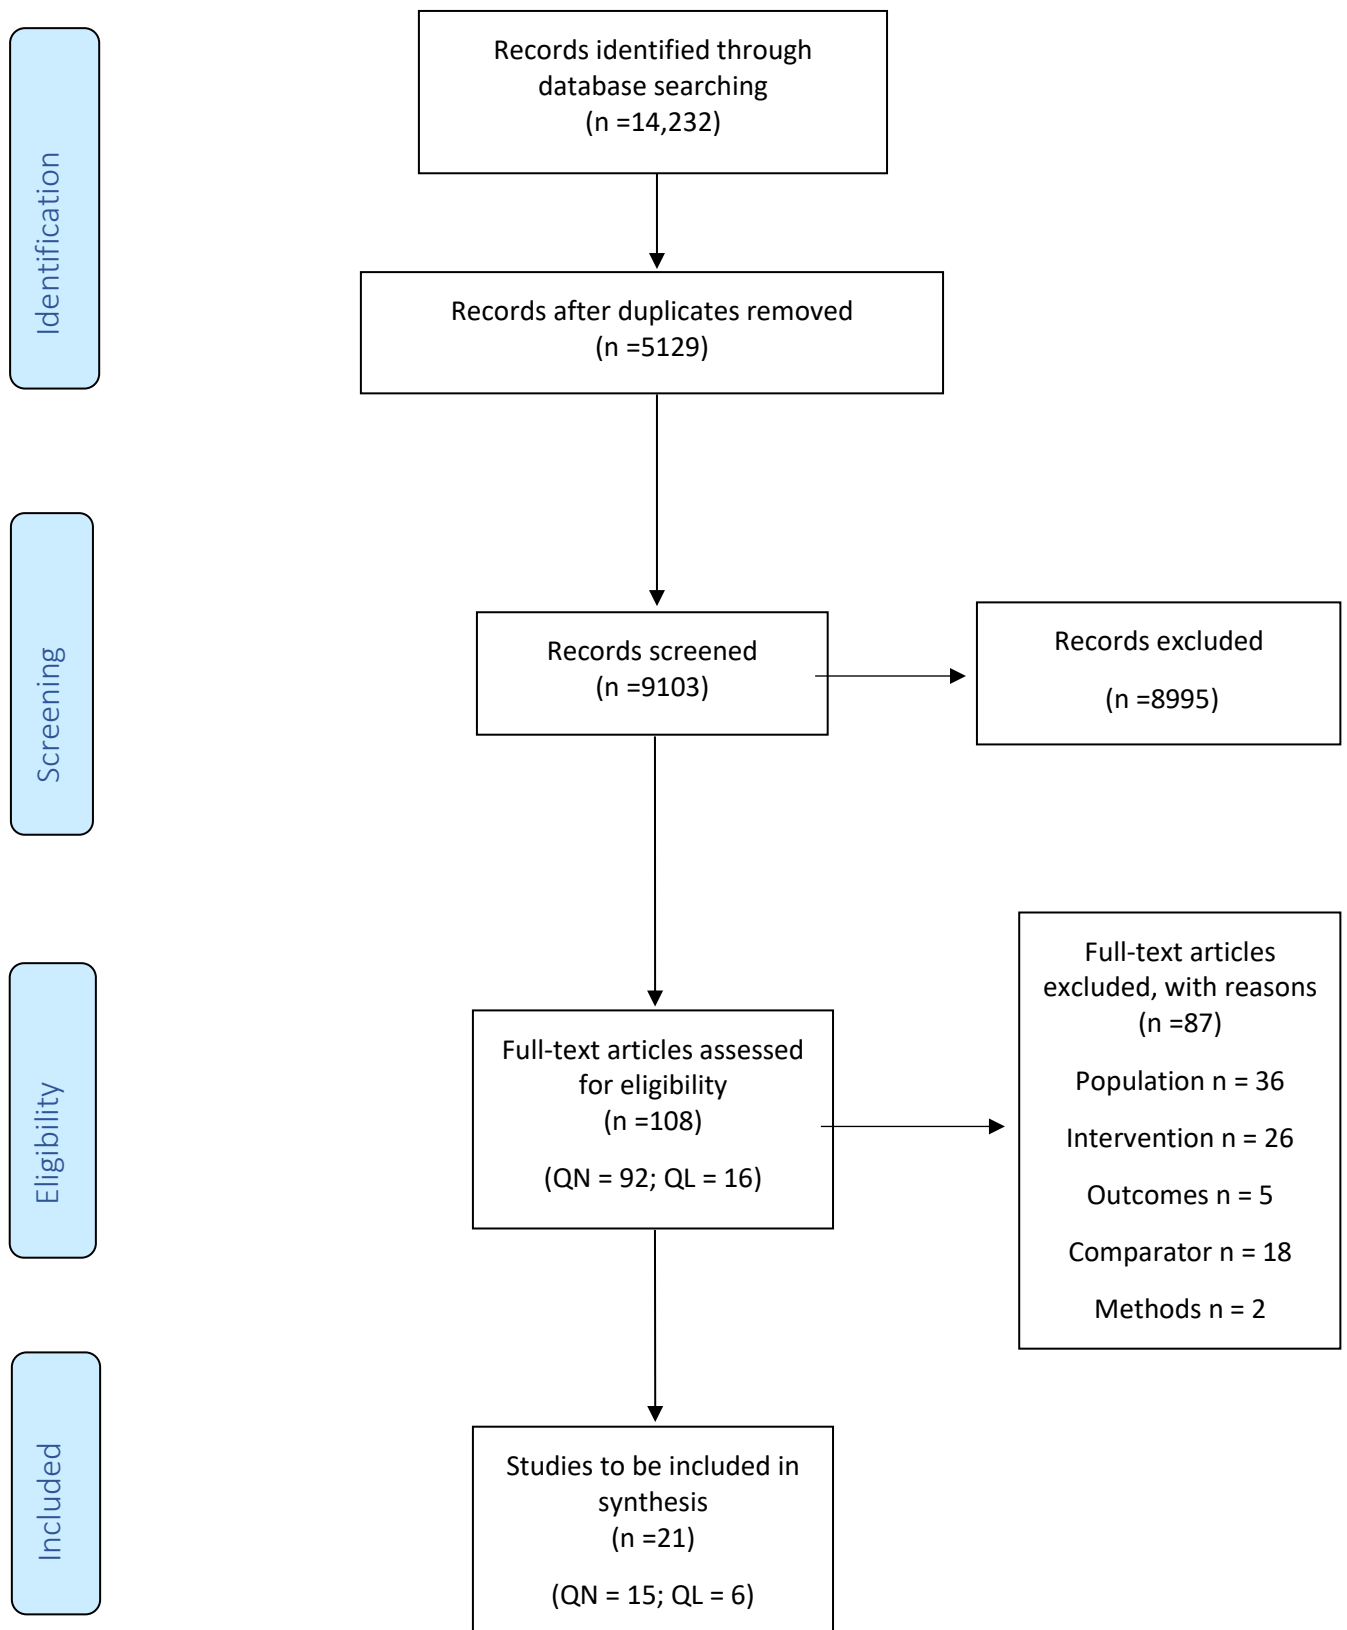 Identification
Records identified through
database searching
(n =14,232)
Records after duplicates removed
(n =5129)
Screening
Records screened
(n =9103)
Records excluded
(n =8995)
Eligibility
Full-text articles assessed
for eligibility
(n =108)
(QN = 92; QL = 16)
Full-text articles
excluded, with reasons
(n =87)
Population n = 36
Intervention n = 26
Outcomes n = 5
Comparator n = 18
Methods n = 2
Included
Studies to be included in
synthesis
(n =21)
(QN = 15; QL = 6)